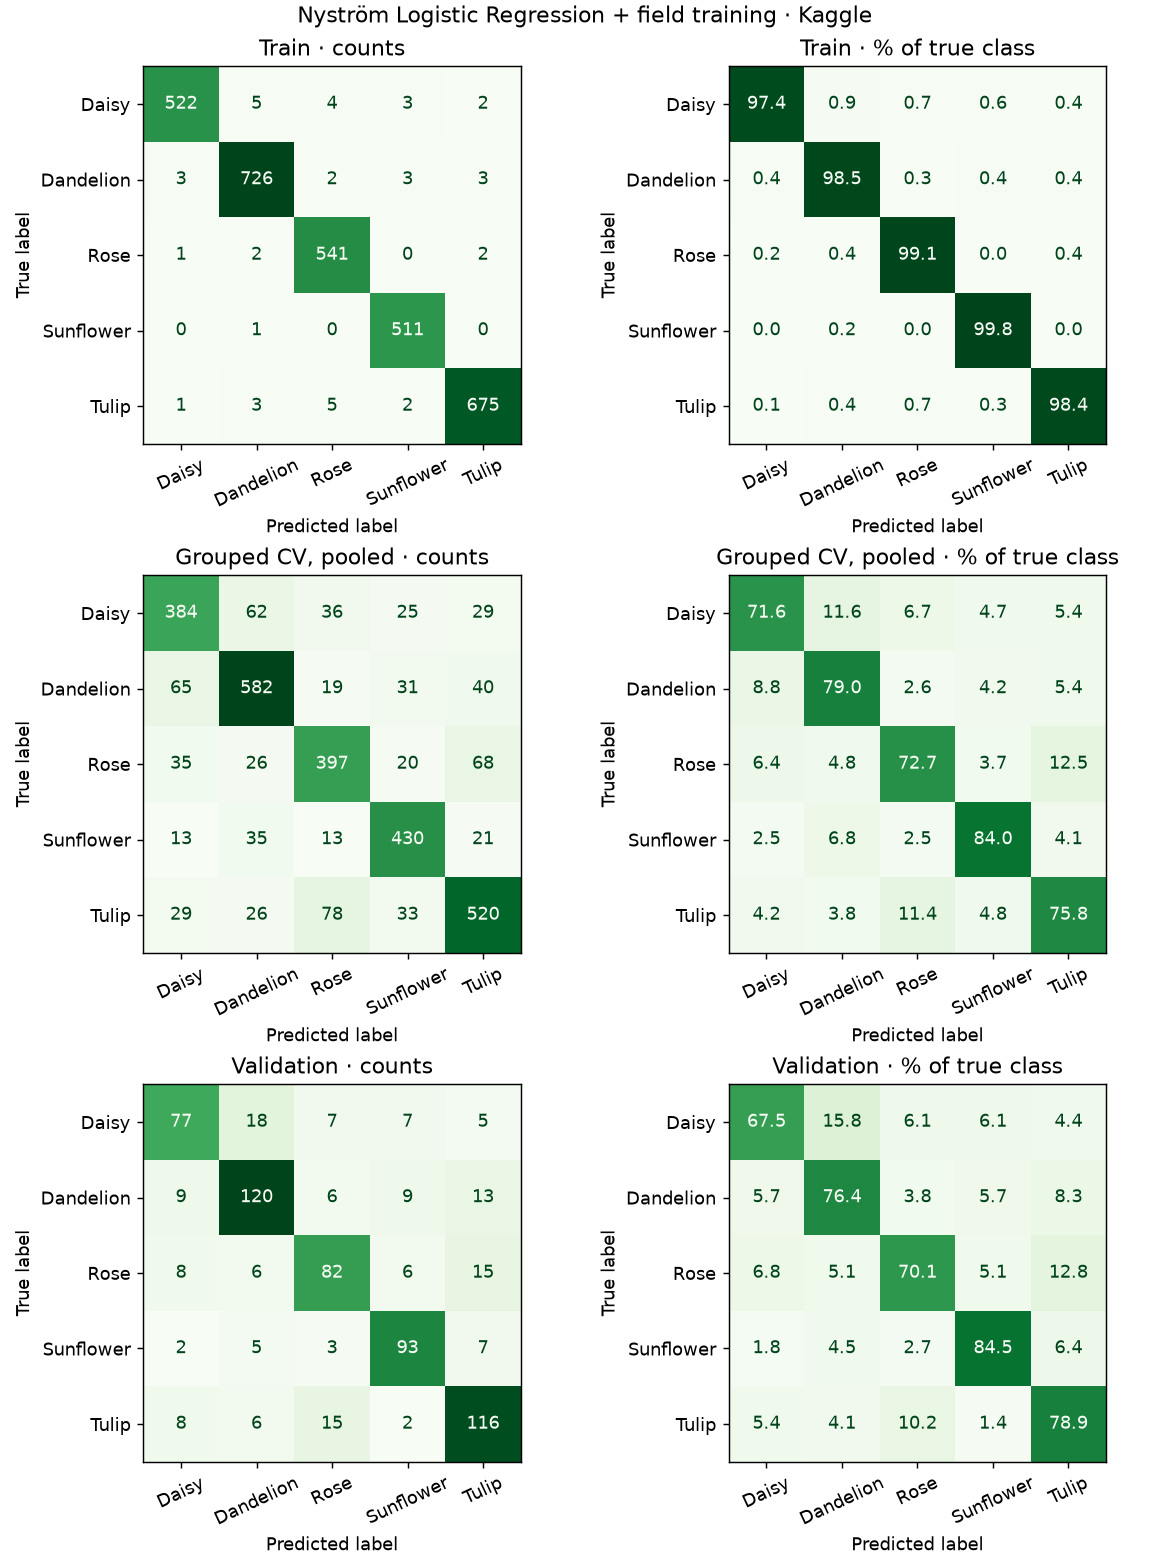 Nyström Logistic Regression + field training · Kaggle
Train · counts
Train · % of true class
True label
Daisy 522 5 4 3 2
Dandelion 3 726 2 3 3
Rose 1 2 541 0 2
Sunflower 0 1 0 511 0
Tulip 1 3 5 2 675
Daisy Dandelion Rose Sunflower Tulip
Predicted label
True label
Daisy 97.4 0.9 0.7 0.6 0.4
Dandelion 0.4 98.5 0.3 0.4 0.4
Rose 0.2 0.4 99.1 0.0 0.4
Sunflower 0.0 0.2 0.0 99.8 0.0
Tulip 0.1 0.4 0.7 0.3 98.4
Daisy Dandelion Rose Sunflower Tulip
Predicted label
Grouped CV, pooled · counts
Grouped CV, pooled · % of true class
True label
Daisy 384 62 36 25 29
Dandelion 65 582 19 31 40
Rose 35 26 397 20 68
Sunflower 13 35 13 430 21
Tulip 29 26 78 33 520
Daisy Dandelion Rose Sunflower Tulip
Predicted label
True label
Daisy 71.6 11.6 6.7 4.7 5.4
Dandelion 8.8 79.0 2.6 4.2 5.4
Rose 6.4 4.8 72.7 3.7 12.5
Sunflower 2.5 6.8 2.5 84.0 4.1
Tulip 4.2 3.8 11.4 4.8 75.8
Daisy Dandelion Rose Sunflower Tulip
Predicted label
Validation · counts
Validation · % of true class
True label
Daisy 77 18 7 7 5
Dandelion 9 120 6 9 13
Rose 8 6 82 6 15
Sunflower 2 5 3 93 7
Tulip 8 6 15 2 116
Daisy Dandelion Rose Sunflower Tulip
Predicted label
True label
Daisy 67.5 15.8 6.1 6.1 4.4
Dandelion 5.7 76.4 3.8 5.7 8.3
Rose 6.8 5.1 70.1 5.1 12.8
Sunflower 1.8 4.5 2.7 84.5 6.4
Tulip 5.4 4.1 10.2 1.4 78.9
Daisy Dandelion Rose Sunflower Tulip
Predicted label